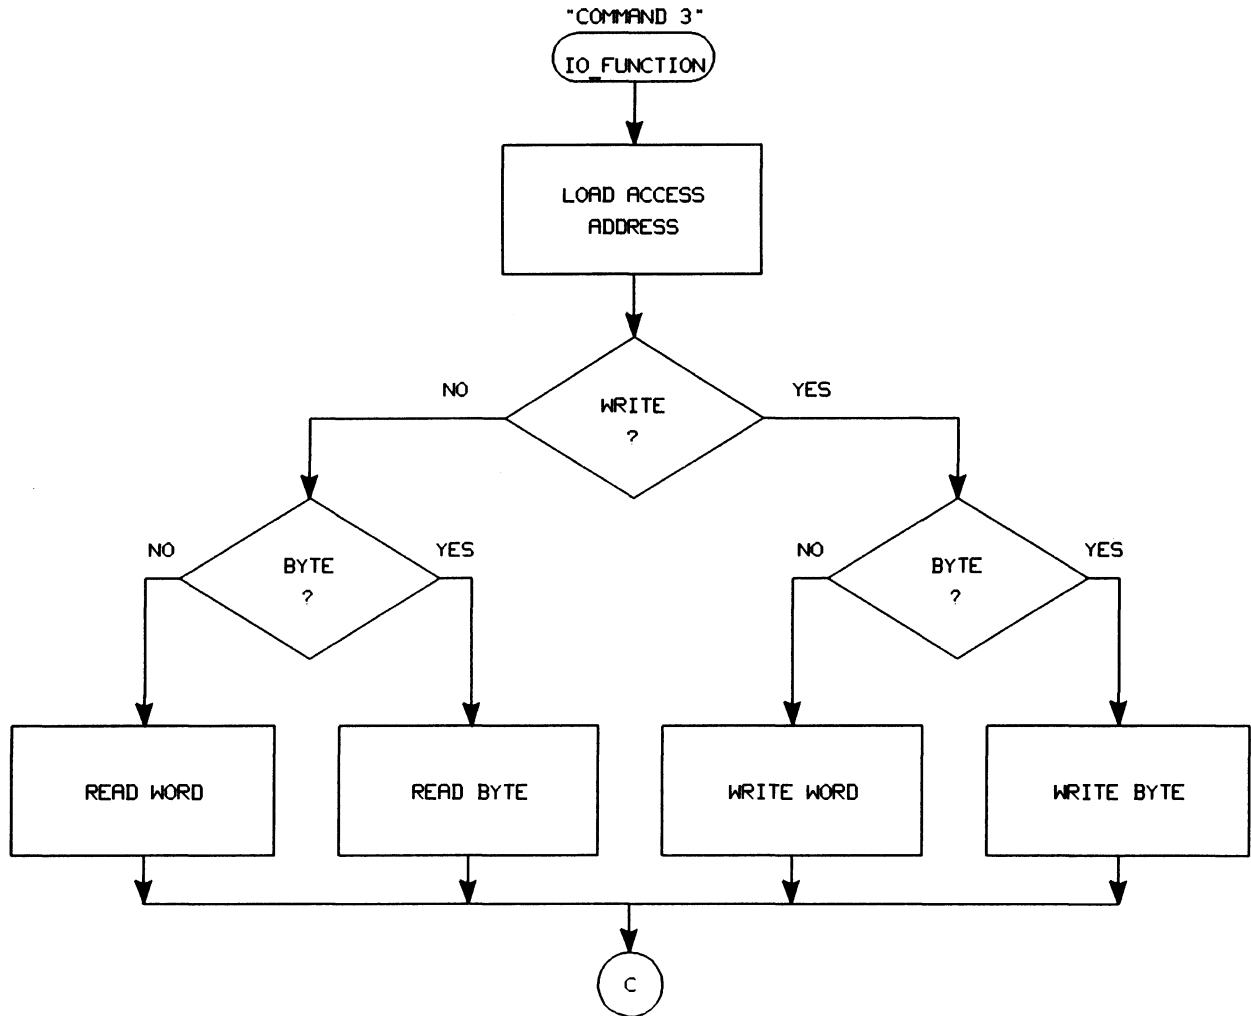 "COMMAND 3"
IO_FUNCTION
LOAD ACCESS
ADDRESS
NO
YES
WRITE
?
NO
YES
BYTE
?
NO
YES
BYTE
?
READ WORD
READ BYTE
WRITE WORD
WRITE BYTE
C